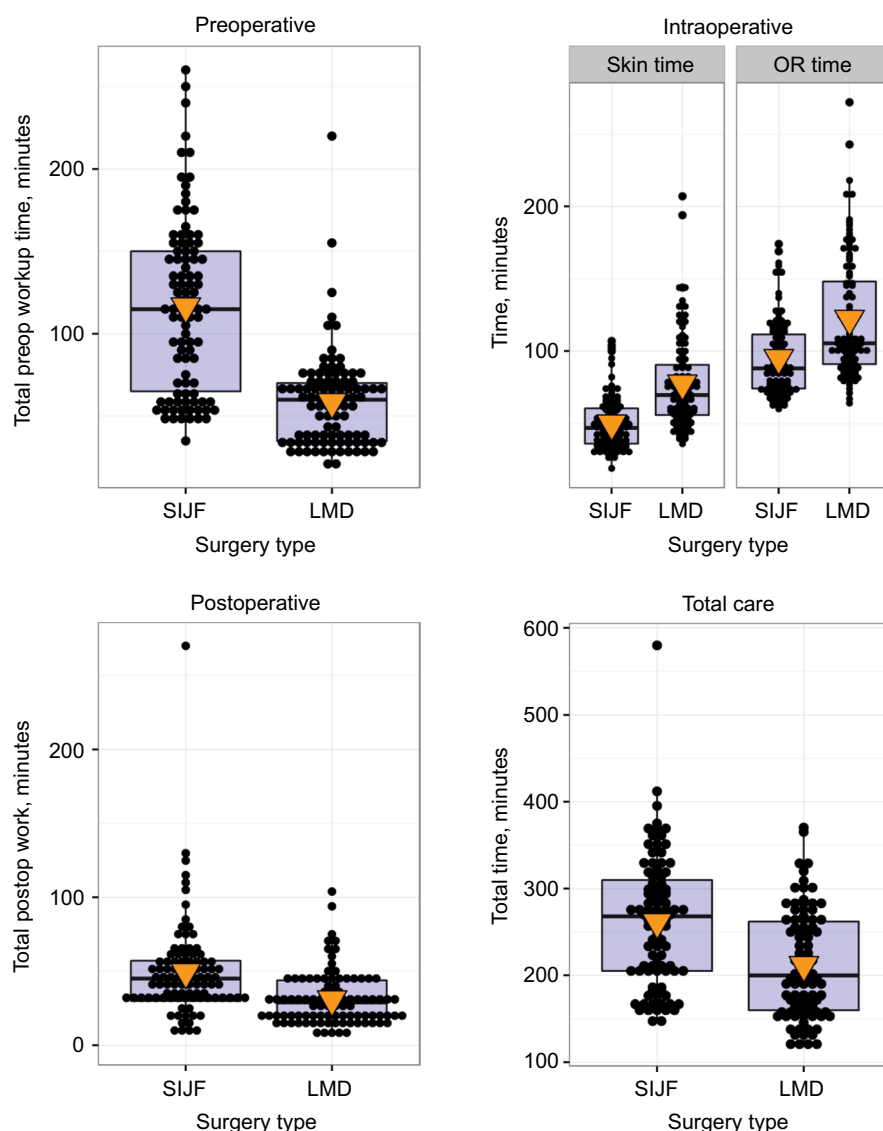 Preoperative
Total preop workup time, minutes
200
100
SIJF LMD
Surgery type
Intraoperative
Skin time OR time
Time, minutes
200
100
SIJF LMD SIJF LMD
Surgery type
Postoperative
Total postop work, minutes
200
100
0
SIJF LMD
Surgery type
Total care
Total time, minutes
600
500
400
300
200
100
SIJF LMD
Surgery type